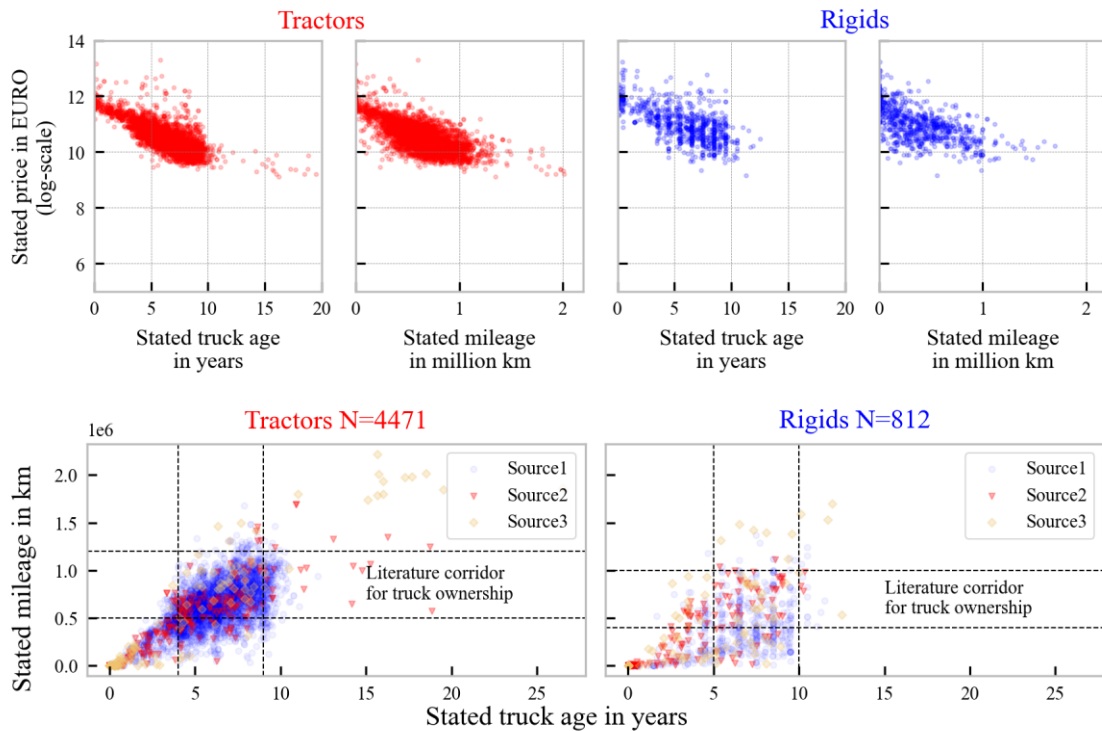 Tractors
Rigids
Stated price in EURO
(log-scale)
14
12
10
8
6
0 5 10 15 20
0 1 2
0 5 10 15 20
0 1 2
Stated truck age
in years
Stated mileage
in million km
Stated truck age
in years
Stated mileage
in million km
Tractors N=4471
Rigids N=812
1e6
Stated mileage in km
2.0
1.5
1.0
0.5
0.0
Source1
Source2
Source3
Literature corridor
for truck ownership
Source1
Source2
Source3
Literature corridor
for truck ownership
0 5 10 15 20 25
0 5 10 15 20 25
Stated truck age in years